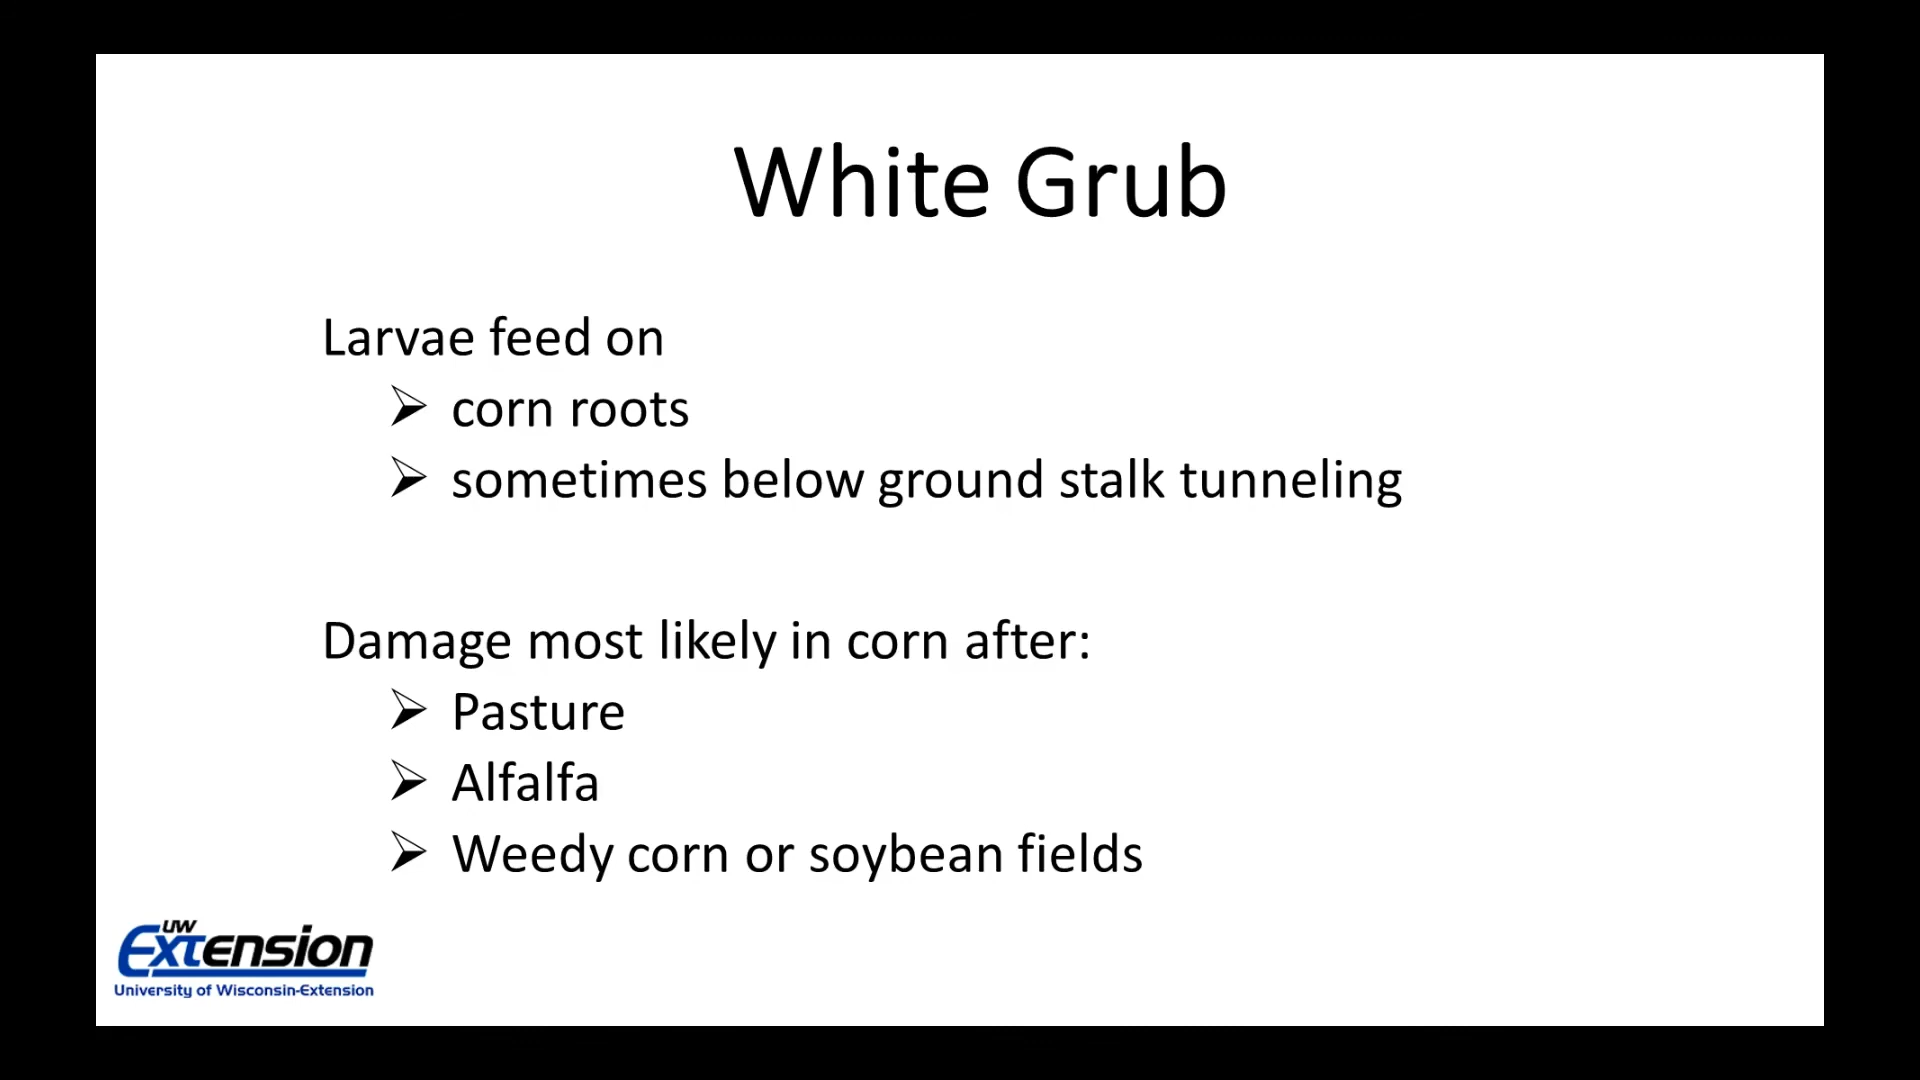 White Grub
Larvae feed on
➢ corn roots
➢ sometimes below ground stalk tunneling
Damage most likely in corn after:
➢ Pasture
➢ Alfalfa
➢ Weedy corn or soybean fields
UW
Extension
University of Wisconsin-Extension